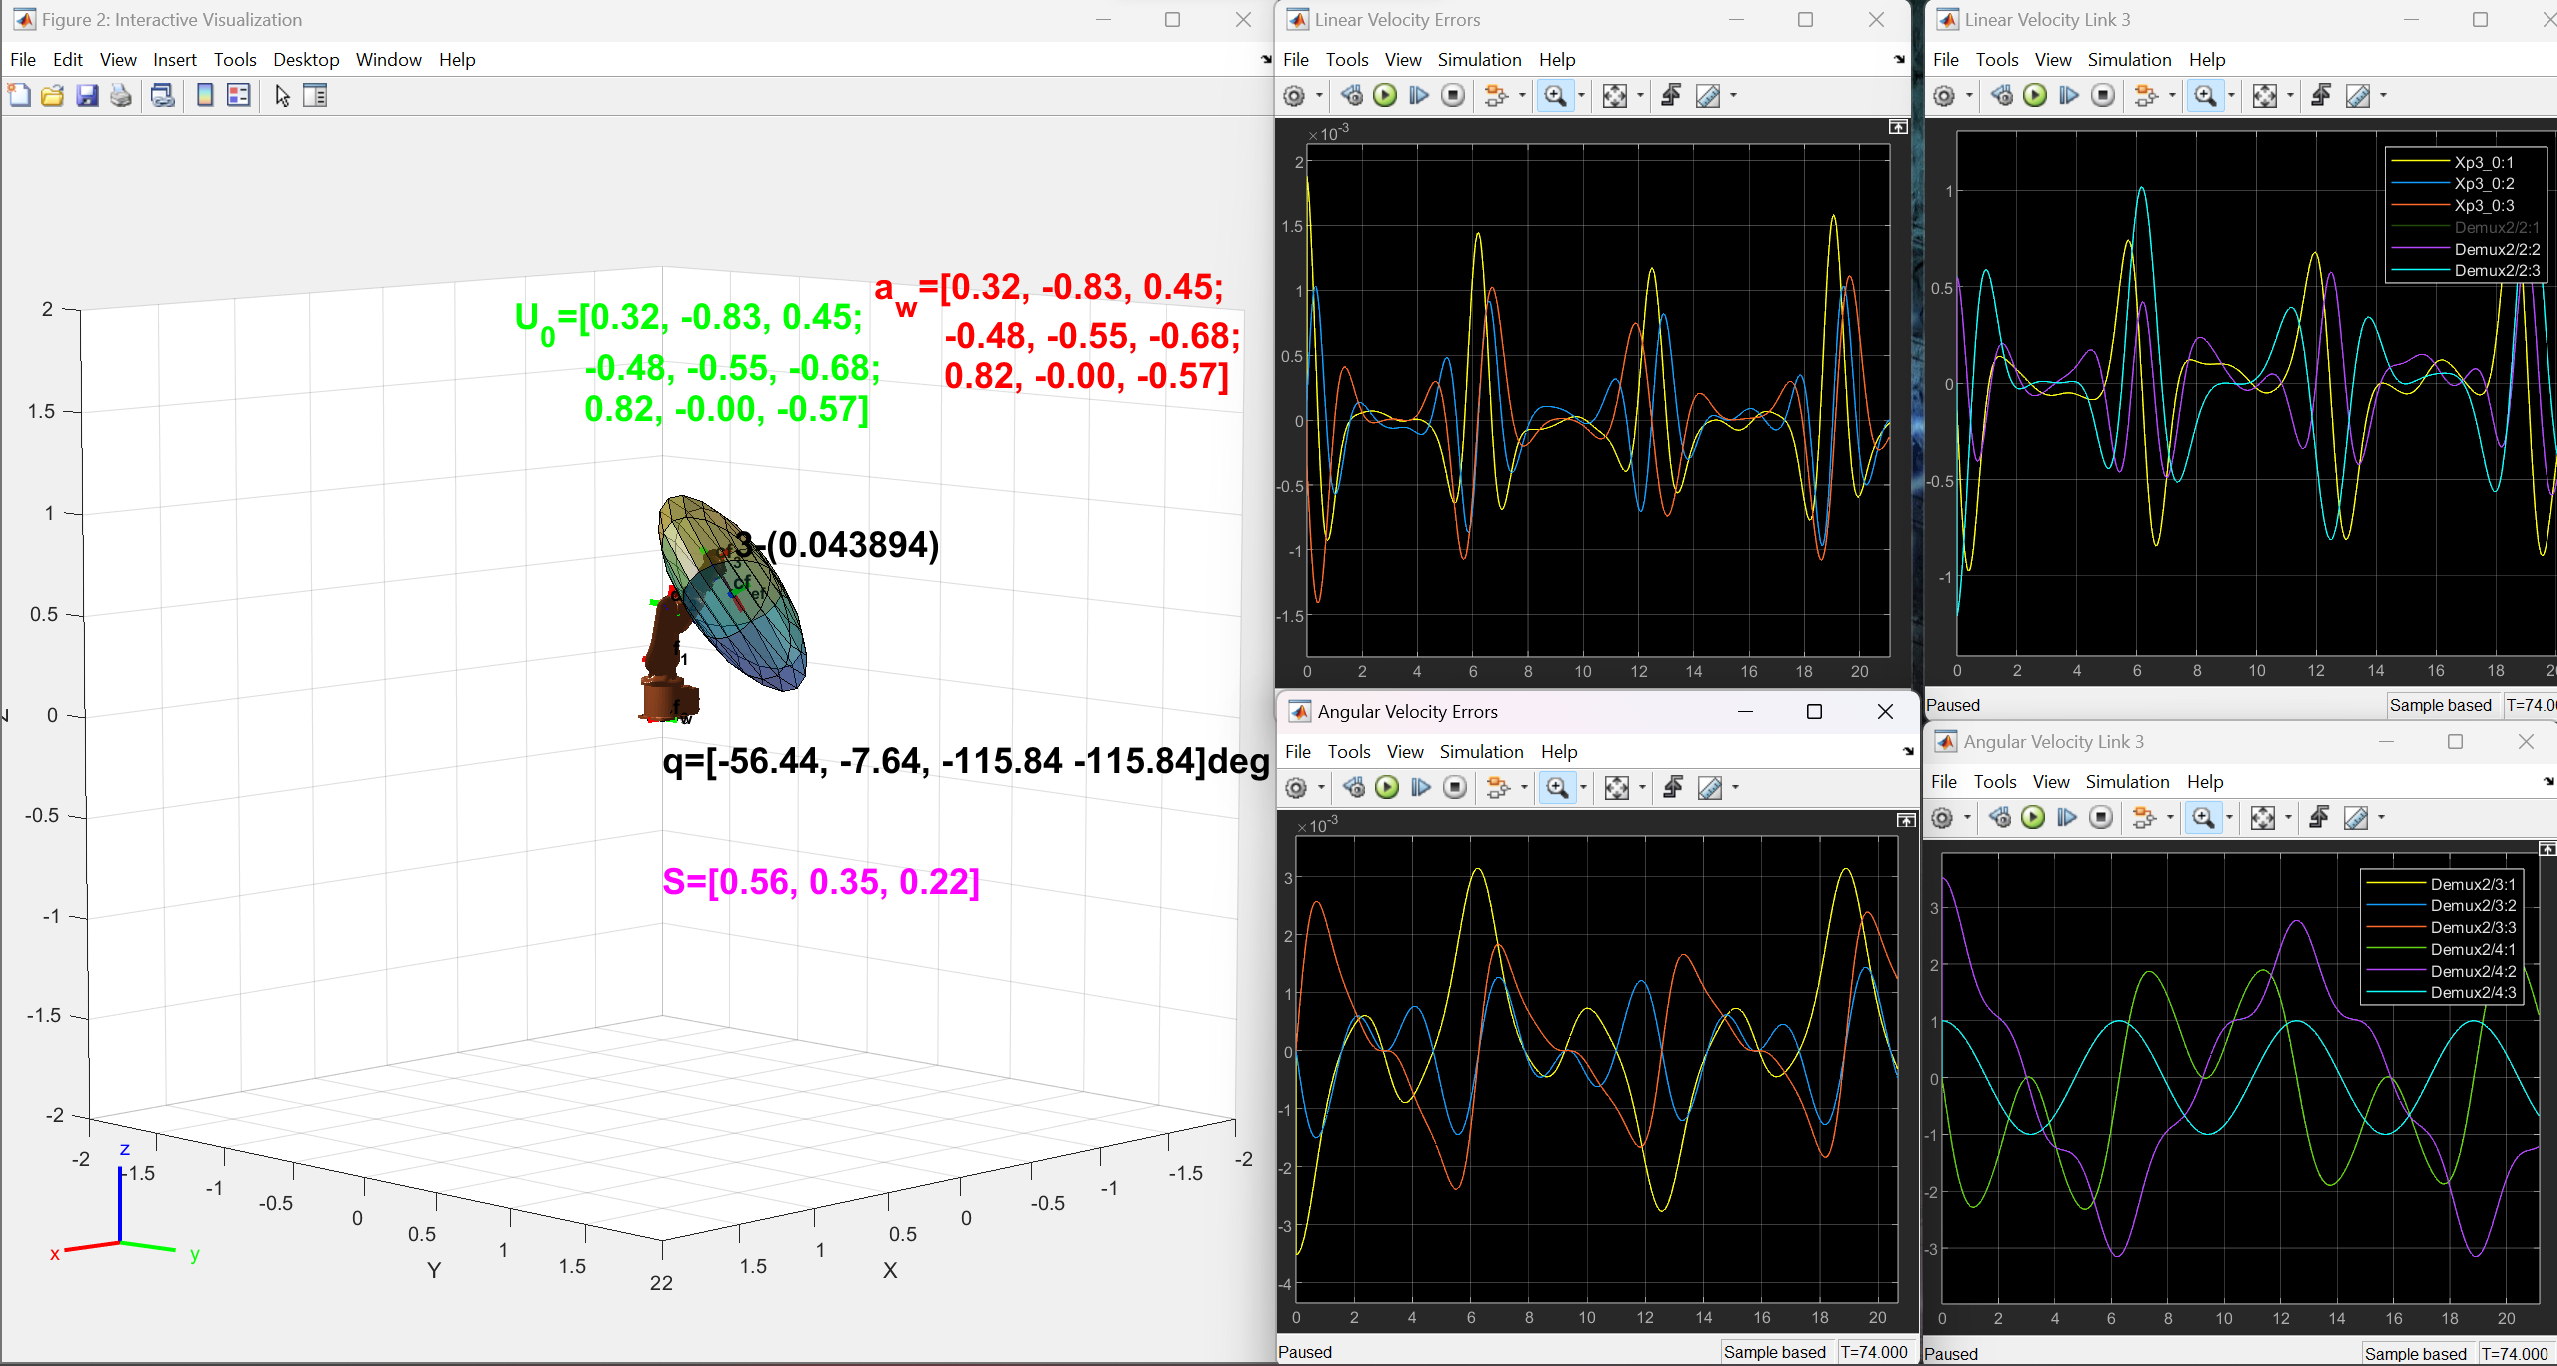 Figure 2: Interactive Visualization
File Edit View Insert Tools Desktop Window Help
U0=[0.32, -0.83, 0.45;
-0.48, -0.55, -0.68;
0.82, -0.00, -0.57]
aw=[0.32, -0.83, 0.45;
-0.48, -0.55, -0.68;
0.82, -0.00, -0.57]
3-(0.043894)
cf
3
cf
ef
f1
f
w
q=[-56.44, -7.64, -115.84 -115.84]deg
S=[0.56, 0.35, 0.22]
2
1.5
1
0.5
0
-0.5
-1
-1.5
-2
z
x
y
-2
-1.5
-1
-0.5
0
0.5
1
1.5
22
1.5
1
0.5
0
-0.5
-1
-1.5
-2
Y
X
Linear Velocity Errors
File Tools View Simulation Help
×10-3
2
1.5
1
0.5
0
-0.5
-1
-1.5
0 2 4 6 8 10 12 14 16 18 20
Linear Velocity Link 3
File Tools View Simulation Help
1
0.5
0
-0.5
-1
Xp3_0:1
Xp3_0:2
Xp3_0:3
Demux2/2:1
Demux2/2:2
Demux2/2:3
0 2 4 6 8 10 12 14 16 18
Paused Sample based T=74.0
Angular Velocity Errors
File Tools View Simulation Help
×10-3
3
2
1
0
-1
-2
-3
-4
0 2 4 6 8 10 12 14 16 18 20
Paused Sample based T=74.000
Angular Velocity Link 3
File Tools View Simulation Help
3
2
1
0
-1
-2
-3
Demux2/3:1
Demux2/3:2
Demux2/3:3
Demux2/4:1
Demux2/4:2
Demux2/4:3
0 2 4 6 8 10 12 14 16 18 20
Paused Sample based T=74.000